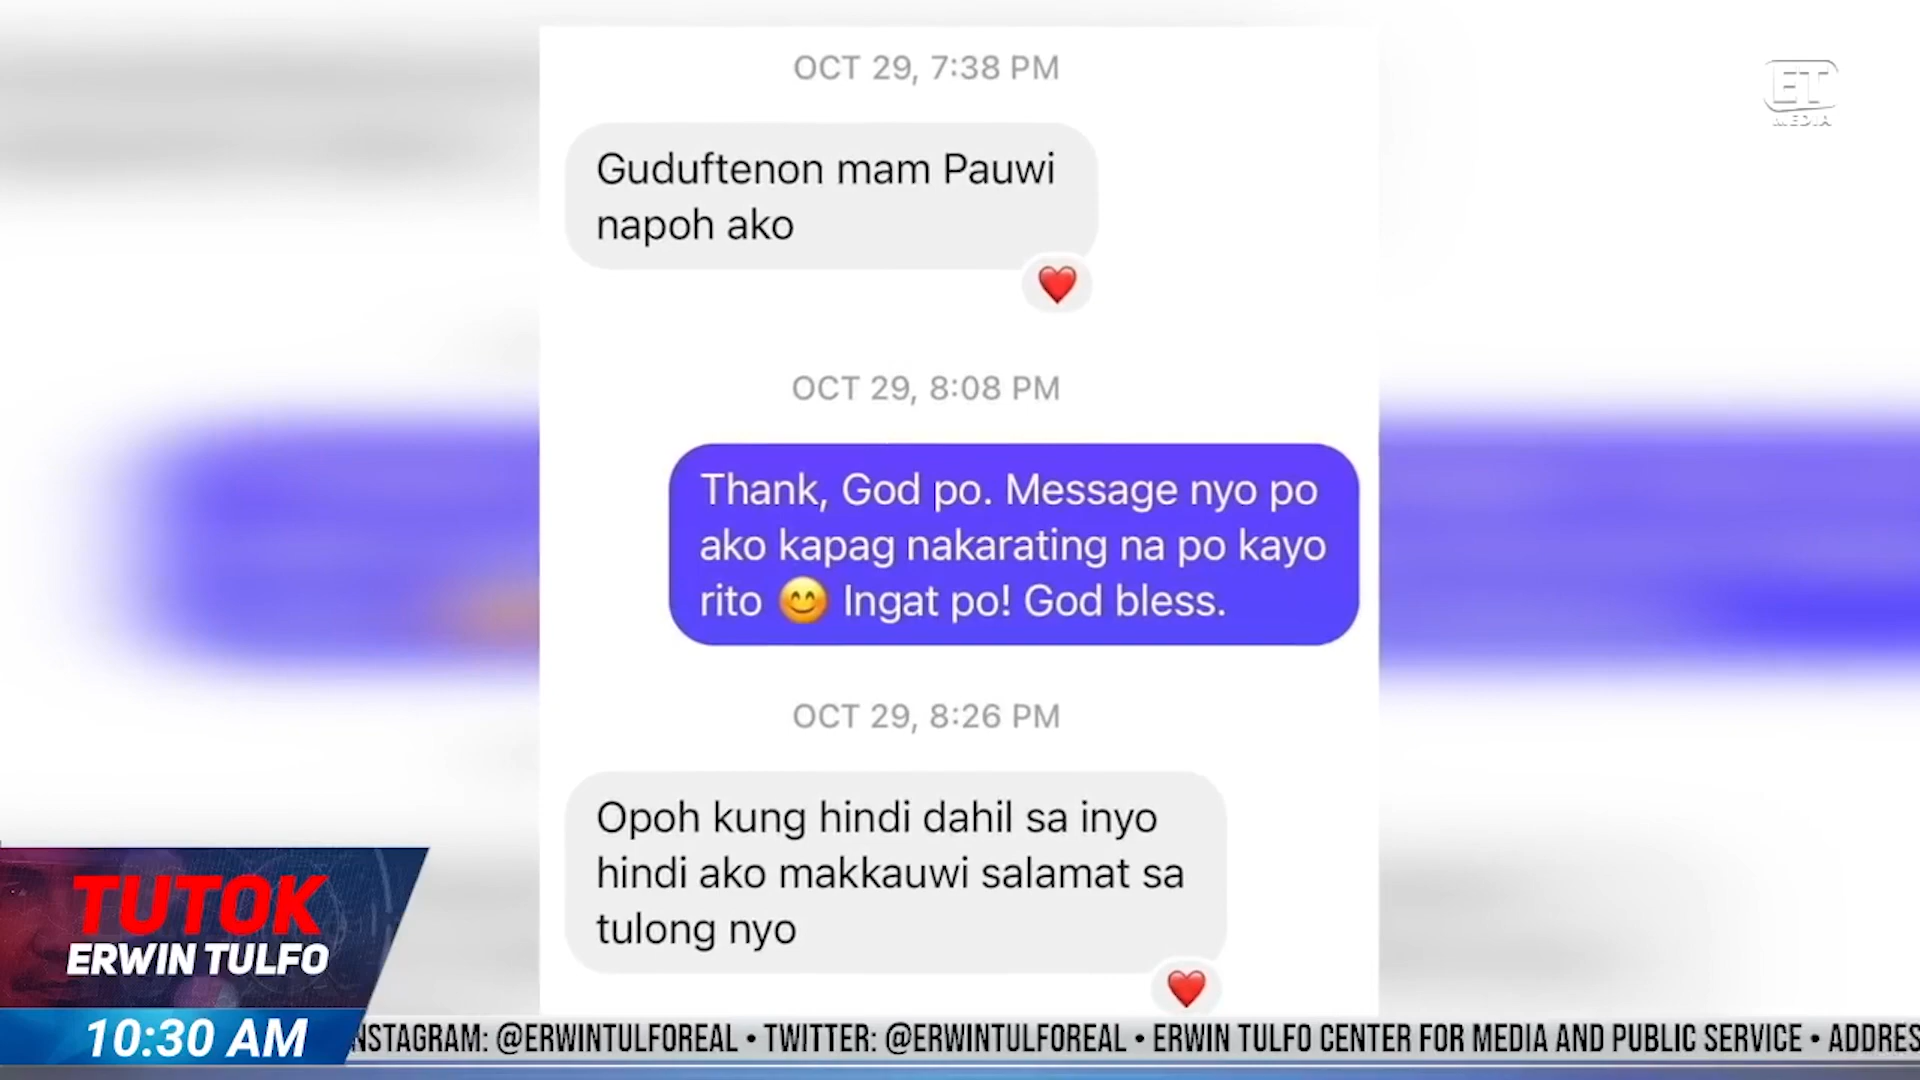 OCT 29, 7:38 PM
ET
MEDIA
Guduftenon mam Pauwi
napoh ako
OCT 29, 8:08 PM
Thank, God po. Message nyo po
ako kapag nakarating na po kayo
rito 😊 Ingat po! God bless.
OCT 29, 8:26 PM
Opoh kung hindi dahil sa inyo
hindi ako makkauwi salamat sa
tulong nyo
TUTOK
ERWIN TULFO
10:30 AM
NSTAGRAM: @ERWINTULFOREAL • TWITTER: @ERWINTULFOREAL • ERWIN TULFO CENTER FOR MEDIA AND PUBLIC SERVICE • ADDRES